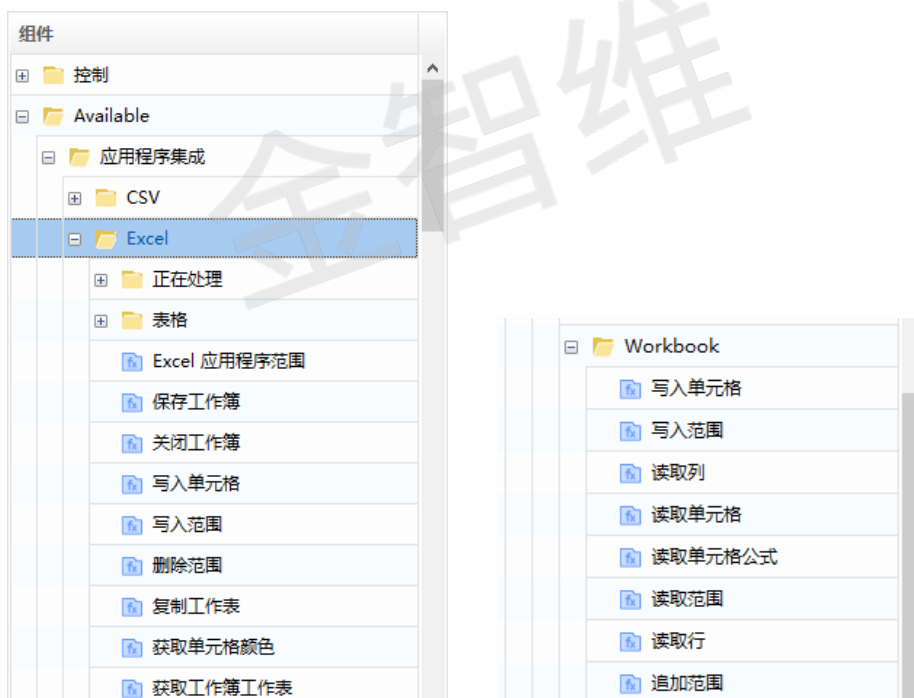 组件
控制
Available
应用程序集成
CSV
Excel
正在处理
表格
Excel 应用程序范围
保存工作簿
关闭工作簿
写入单元格
写入范围
删除范围
复制工作表
获取单元格颜色
获取工作簿工作表
Workbook
写入单元格
写入范围
读取列
读取单元格
读取单元格公式
读取范围
读取行
追加范围
金智维